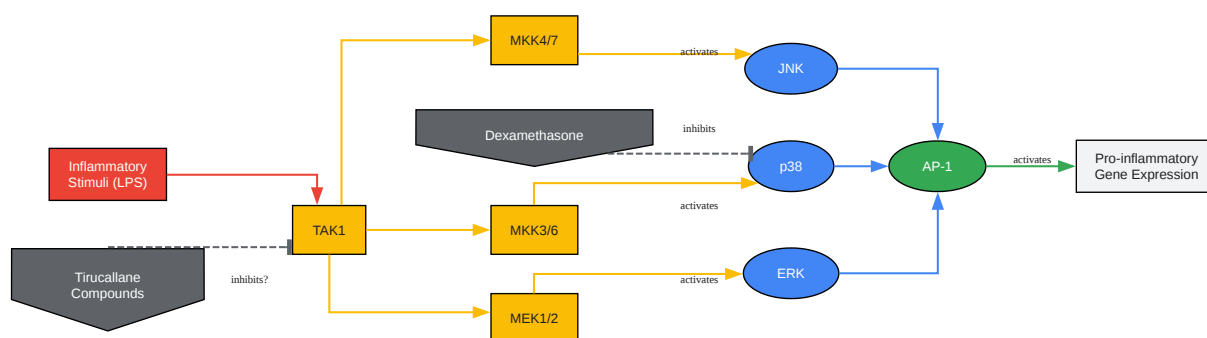 MKK4/7
activates
JNK
Dexamethasone
inhibits
Inflammatory
Stimuli (LPS)
p38
AP-1
activates
Pro-inflammatory
Gene Expression
TAK1
MKK3/6
activates
Tirucallane
Compounds
inhibits?
MEK1/2
activates
ERK